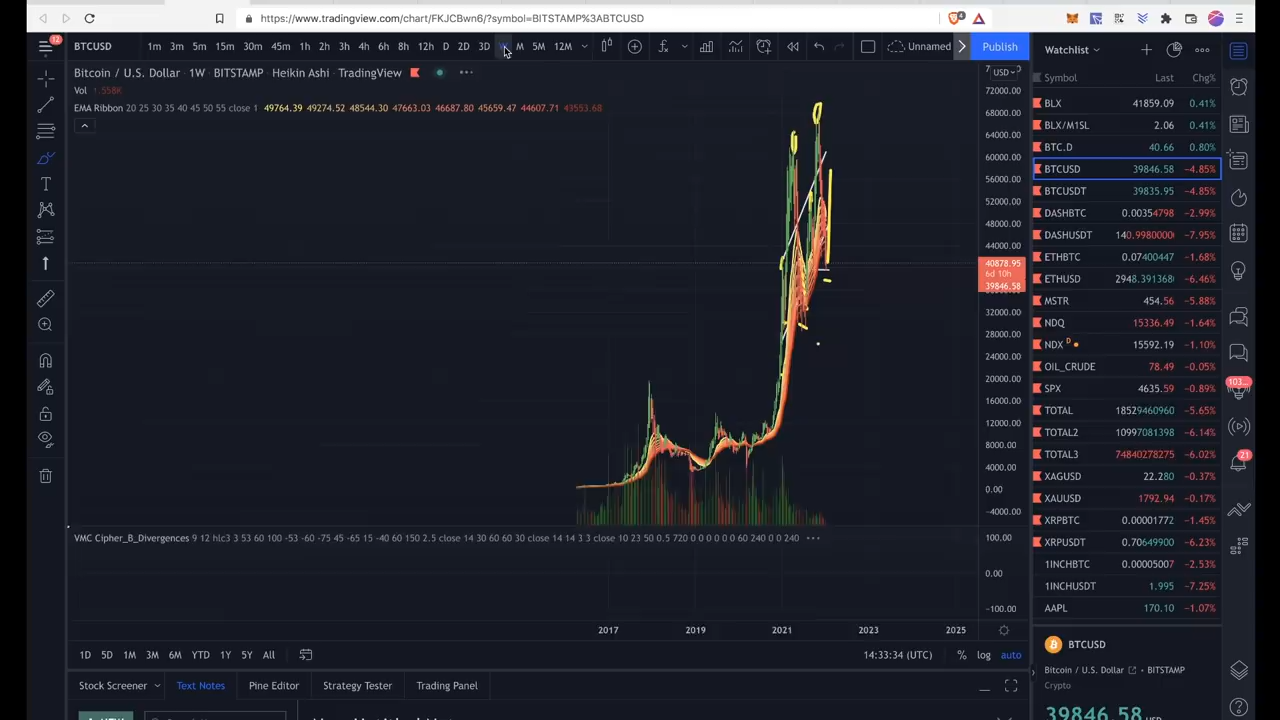 https://www.tradingview.com/chart/FKJCBwn6/?symbol=BITSTAMP%3ABTCUSD
4
32
BTCUSD 1m 3m 5m 15m 30m 45m 1h 2h 3h 4h 6h 8h 12h D 2D 3D M 5M 12M Unnamed Publish Watchlist
Bitcoin / U.S. Dollar · 1W · BITSTAMP · Heikin Ashi · TradingView
USD
Symbol Last Chg%
Vol 1.558K
EMA Ribbon 20 25 30 35 40 45 50 55 close 1 49764.39 49274.52 48544.30 47663.03 46687.80 45659.47 44607.71 43553.68
72000.00
68000.00
64000.00
60000.00
56000.00
52000.00
48000.00
44000.00
40878.95
6d 10h
39846.58
32000.00
28000.00
24000.00
20000.00
16000.00
12000.00
8000.00
4000.00
0.00
−4000.00
BLX 41859.09 0.41%
BLX/M1SL 2.06 0.41%
BTC.D 40.66 0.80%
BTCUSD 39846.58 −4.85%
BTCUSDT 39835.95 −4.85%
DASHBTC 0.00354798 −2.99%
DASHUSDT 140.9980000 −7.95%
ETHBTC 0.07400447 −1.68%
ETHUSD 2948.391368 −6.46%
MSTR 454.56 −5.88%
NDQ 15336.49 −1.64%
NDX D 15592.19 −1.10%
OIL_CRUDE 78.49 −0.05%
SPX 4635.59 −0.89%
TOTAL 18529460960 −5.65%
TOTAL2 10997081398 −6.14%
TOTAL3 74840278275 −6.02%
XAGUSD 22.280 −0.37%
XAUUSD 1792.94 −0.17%
XRPBTC 0.00001772 −1.45%
XRPUSDT 0.70649900 −6.23%
1INCHBTC 0.00005007 −2.53%
1INCHUSDT 1.995 −7.25%
AAPL 170.10 −1.07%
103...
21
VMC Cipher_B_Divergences 9 12 hlc3 3 53 60 100 -53 -60 -75 45 -65 15 -40 60 150 2.5 close 14 30 60 60 30 close 14 14 3 3 close 10 23 50 0.5 720 0 0 0 0 0 60 240 0 0 240
100.00
0.00
−100.00
2017 2019 2021 2023 2025
1D 5D 1M 3M 6M YTD 1Y 5Y All 14:33:34 (UTC) % log auto
Stock Screener Text Notes Pine Editor Strategy Tester Trading Panel
BTCUSD
Bitcoin / U.S. Dollar · BITSTAMP
Crypto
39846.58 USD